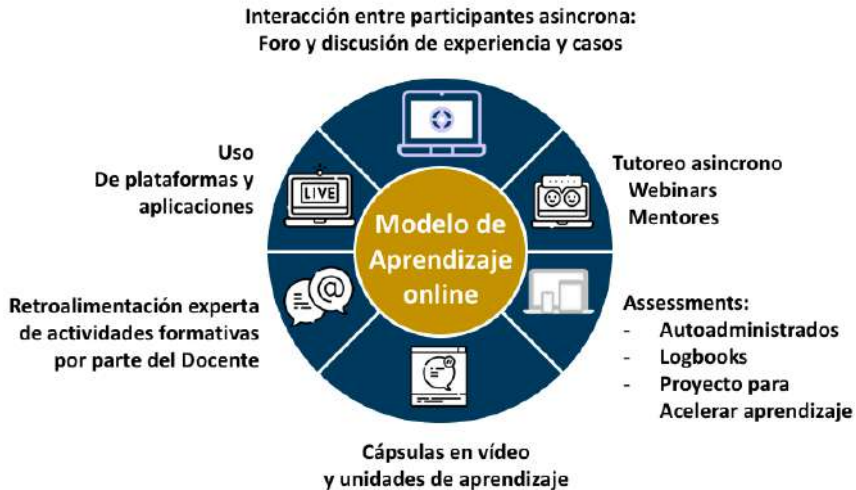 Interacción entre participantes asincrona:
Foro y discusión de experiencia y casos
Uso
De plataformas y
aplicaciones
LIVE
Tutoreo asincrono
Webinars
Mentores
Modelo de
Aprendizaje
online
@
Retroalimentación experta
de actividades formativas
por parte del Docente
Assessments:
- Autoadministrados
- Logbooks
- Proyecto para
Acelerar aprendizaje
Cápsulas en vídeo
y unidades de aprendizaje